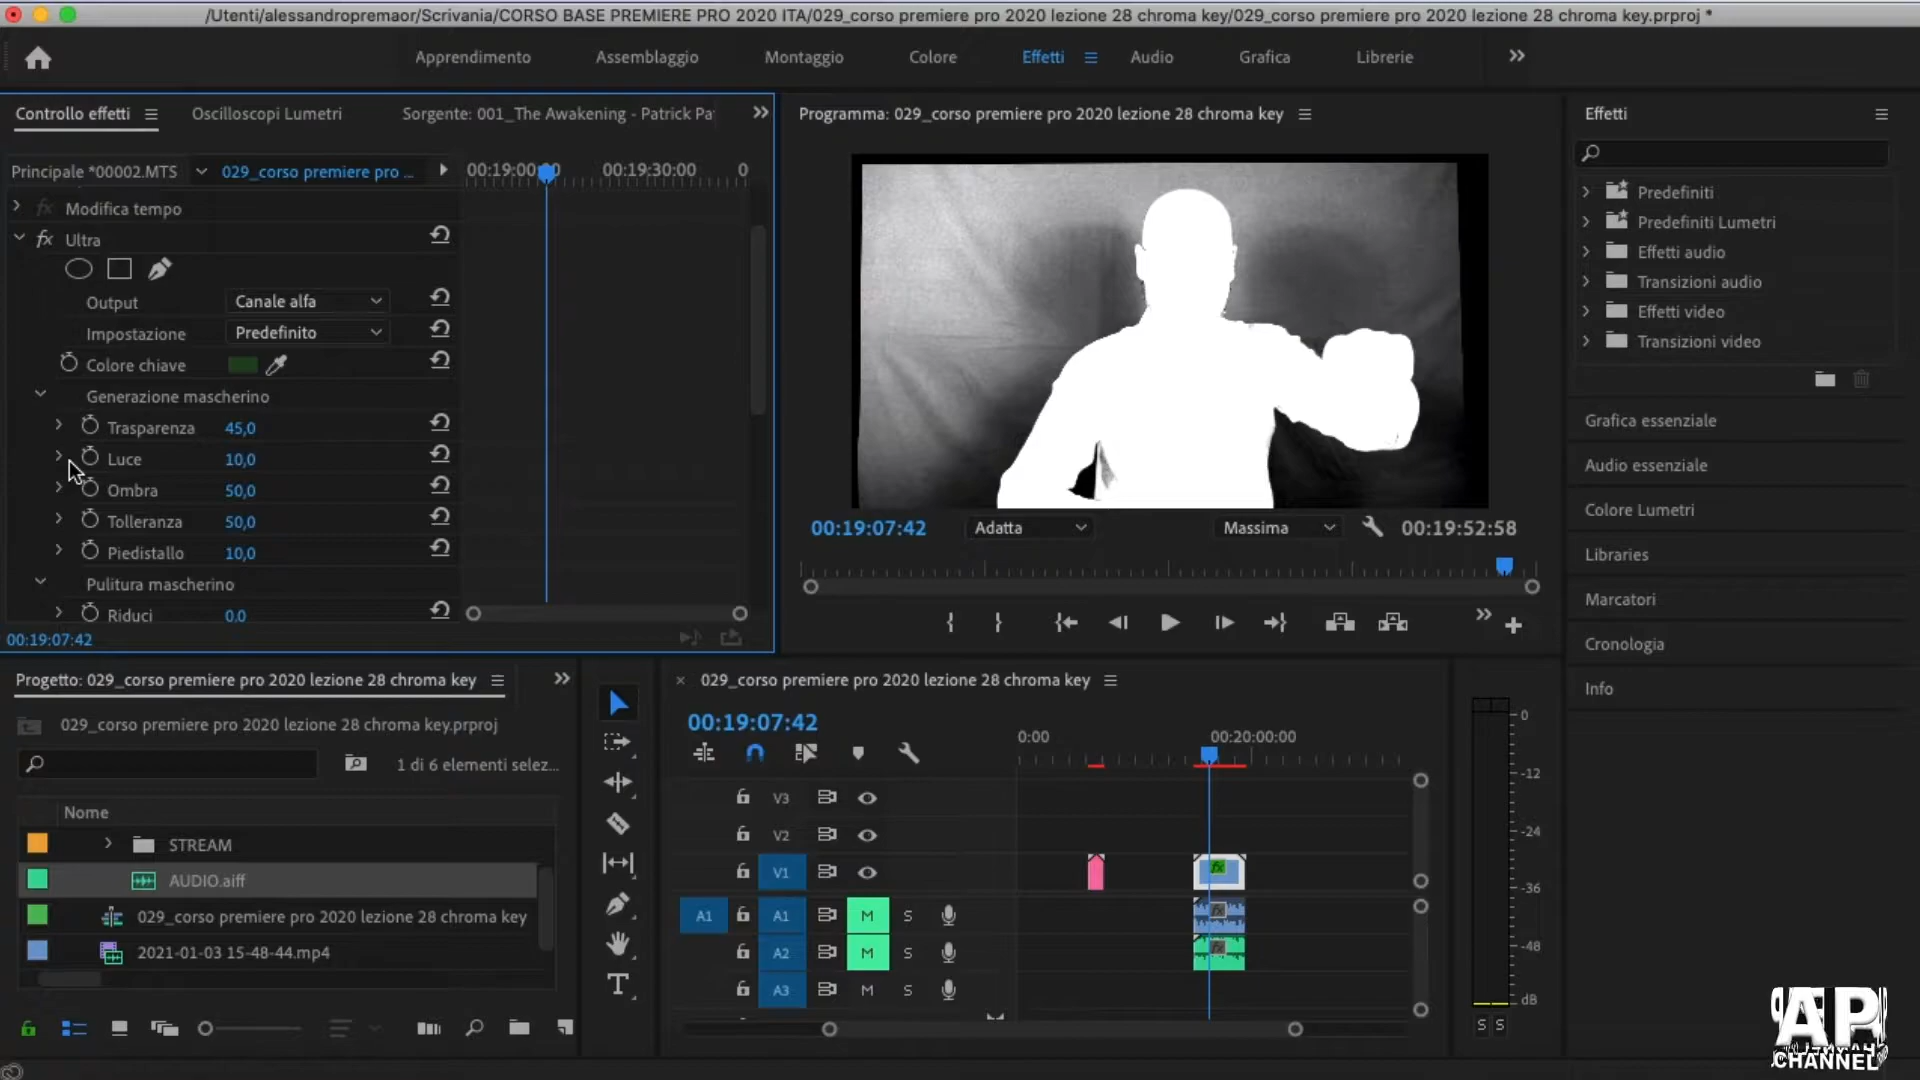 /Utenti/alessandropremaor/Scrivania/CORSO BASE PREMIERE PRO 2020 ITA/029_corso premiere pro 2020 lezione 28 chroma key/029_corso premiere pro 2020 lezione 28 chroma key.prproj *
Apprendimento
Assemblaggio
Montaggio
Colore
Effetti
Audio
Grafica
Librerie
Controllo effetti
Oscilloscopi Lumetri
Sorgente: 001_The Awakening - Patrick Pa
Principale *00002.MTS
029_corso premiere pro ...
00:19:00
00:19:30:00
0
Modifica tempo
fx Ultra
Output
Canale alfa
Impostazione
Predefinito
Colore chiave
Generazione mascherino
Trasparenza 45,0
Luce 10,0
Ombra 50,0
Tolleranza 50,0
Piedistallo 10,0
Pulitura mascherino
Riduci 0,0
00:19:07:42
Programma: 029_corso premiere pro 2020 lezione 28 chroma key
00:19:07:42
Adatta
Massima
00:19:52:58
Effetti
Predefiniti
Predefiniti Lumetri
Effetti audio
Transizioni audio
Effetti video
Transizioni video
Grafica essenziale
Audio essenziale
Colore Lumetri
Libraries
Marcatori
Cronologia
Info
Progetto: 029_corso premiere pro 2020 lezione 28 chroma key
029_corso premiere pro 2020 lezione 28 chroma key.prproj
1 di 6 elementi selez...
Nome
STREAM
AUDIO.aiff
029_corso premiere pro 2020 lezione 28 chroma key
2021-01-03 15-48-44.mp4
029_corso premiere pro 2020 lezione 28 chroma key
00:19:07:42
0:00
00:20:00:00
V3
V2
V1
A1 A1 M S
A2 M S
A3 M S
0
-12
-24
-36
-48
dB
S S
AP
CHANNEL